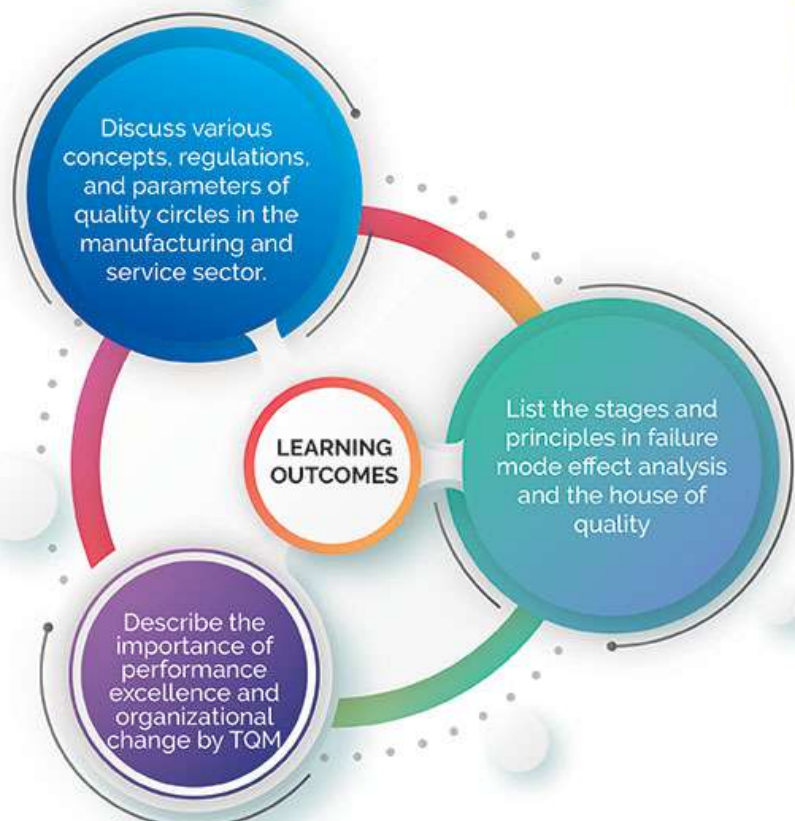 Discuss various
concepts, regulations,
and parameters of
quality circles in the
manufacturing and
service sector.
LEARNING
OUTCOMES
List the stages and
principles in failure
mode effect analysis
and the house of
quality
Describe the
importance of
performance
excellence and
organizational
change by TQM